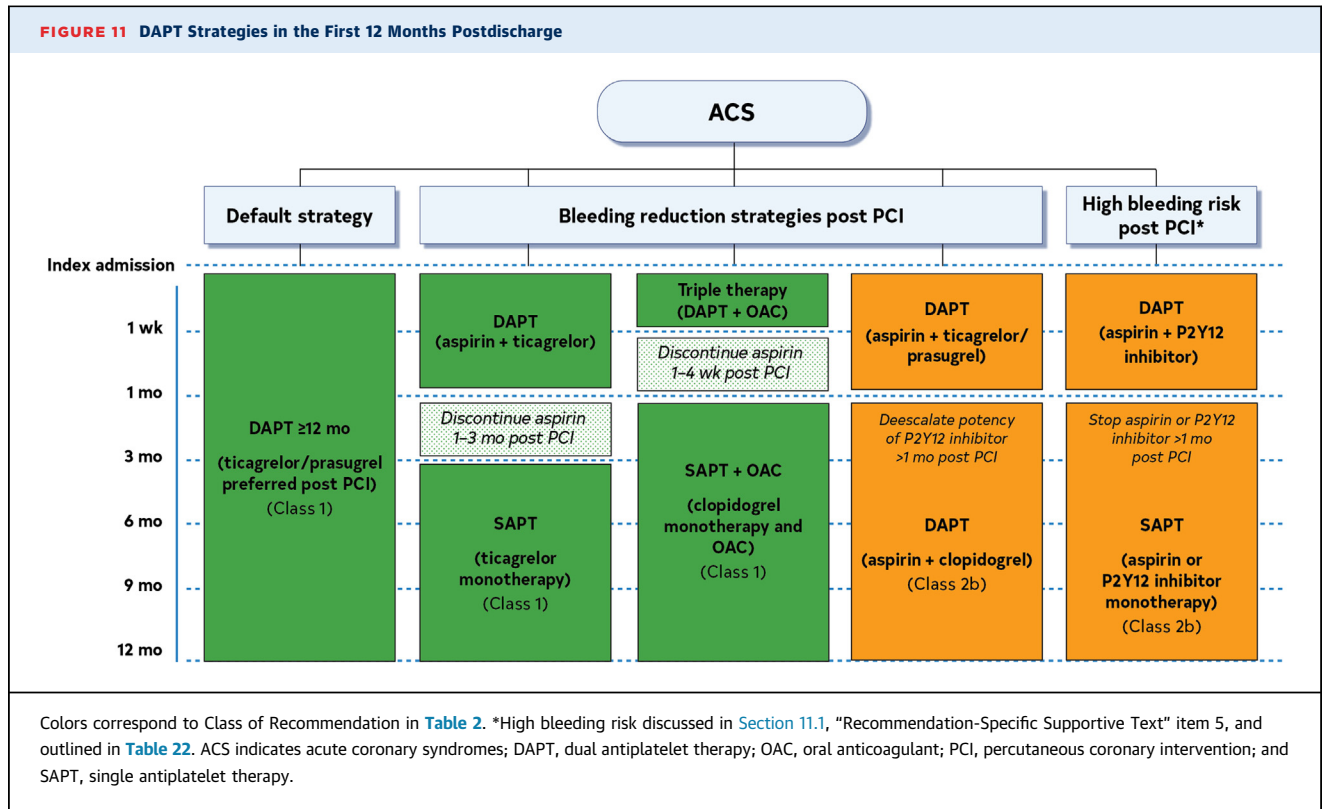 FIGURE 11 DAPT Strategies in the First 12 Months Postdischarge
ACS
Default strategy
Bleeding reduction strategies post PCI
High bleeding risk
post PCI*
Index admission
1 wk
1 mo
3 mo
6 mo
9 mo
12 mo
DAPT ≥12 mo
(ticagrelor/prasugrel
preferred post PCI)
(Class 1)
DAPT
(aspirin + ticagrelor)
Discontinue aspirin
1–3 mo post PCI
SAPT
(ticagrelor
monotherapy)
(Class 1)
Triple therapy
(DAPT + OAC)
Discontinue aspirin
1–4 wk post PCI
SAPT + OAC
(clopidogrel
monotherapy and
OAC)
(Class 1)
DAPT
(aspirin + ticagrelor/
prasugrel)
Deescalate potency
of P2Y12 inhibitor
>1 mo post PCI
DAPT
(aspirin + clopidogrel)
(Class 2b)
DAPT
(aspirin + P2Y12
inhibitor)
Stop aspirin or P2Y12
inhibitor >1 mo
post PCI
SAPT
(aspirin or
P2Y12 inhibitor
monotherapy)
(Class 2b)
Colors correspond to Class of Recommendation in Table 2. *High bleeding risk discussed in Section 11.1, “Recommendation-Specific Supportive Text” item 5, and
outlined in Table 22. ACS indicates acute coronary syndromes; DAPT, dual antiplatelet therapy; OAC, oral anticoagulant; PCI, percutaneous coronary intervention; and
SAPT, single antiplatelet therapy.